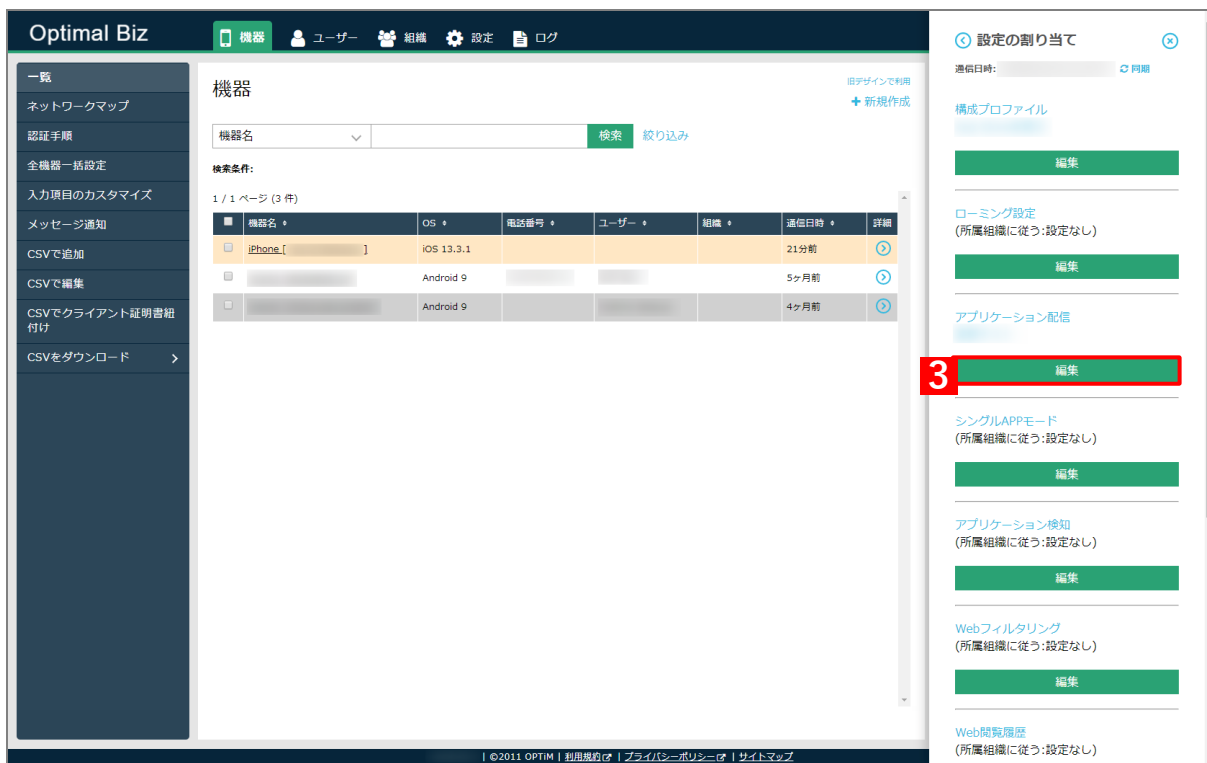 Optimal Biz
機器
ユーザー
組織
設定
ログ
一覧
ネットワークマップ
認証手順
全機器一括設定
入力項目のカスタマイズ
メッセージ通知
CSVで追加
CSVで編集
CSVでクライアント証明書紐
付け
CSVをダウンロード
機器
旧デザインで利用
新規作成
機器名
検索
絞り込み
検索条件:
1 / 1 ページ (3 件)
機器名 OS 電話番号 ユーザー 組織 通信日時 詳細
iPhone [ ] iOS 13.3.1 21分前
Android 9 5ヶ月前
Android 9 4ヶ月前
設定の割り当て
通信日時: 同期
構成プロファイル
編集
ローミング設定
(所属組織に従う:設定なし)
編集
アプリケーション配信
3
編集
シングルAPPモード
(所属組織に従う:設定なし)
編集
アプリケーション検知
(所属組織に従う:設定なし)
編集
Webフィルタリング
(所属組織に従う:設定なし)
編集
Web閲覧履歴
(所属組織に従う:設定なし)
| ©2011 OPTiM | 利用規約 | プライバシーポリシー | サイトマップ